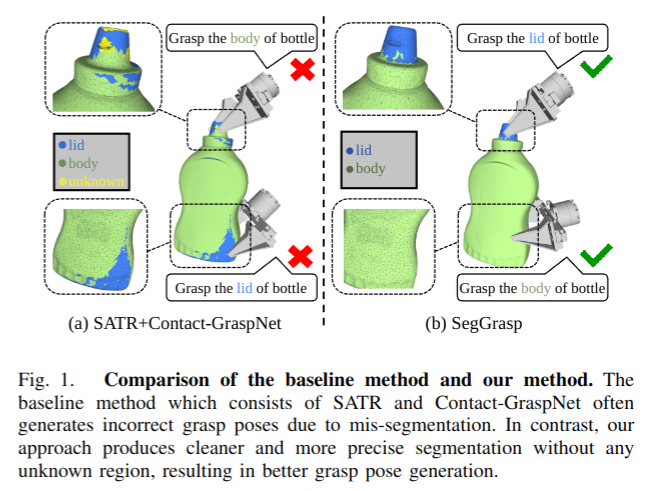 Grasp the body of bottle
lid
body
unknown
Grasp the lid of bottle
(a) SATR+Contact-GraspNet
Grasp the lid of bottle
lid
body
Grasp the body of bottle
(b) SegGrasp
Fig. 1. Comparison of the baseline method and our method. The
baseline method which consists of SATR and Contact-GraspNet often
generates incorrect grasp poses due to mis-segmentation. In contrast, our
approach produces cleaner and more precise segmentation without any
unknown region, resulting in better grasp pose generation.